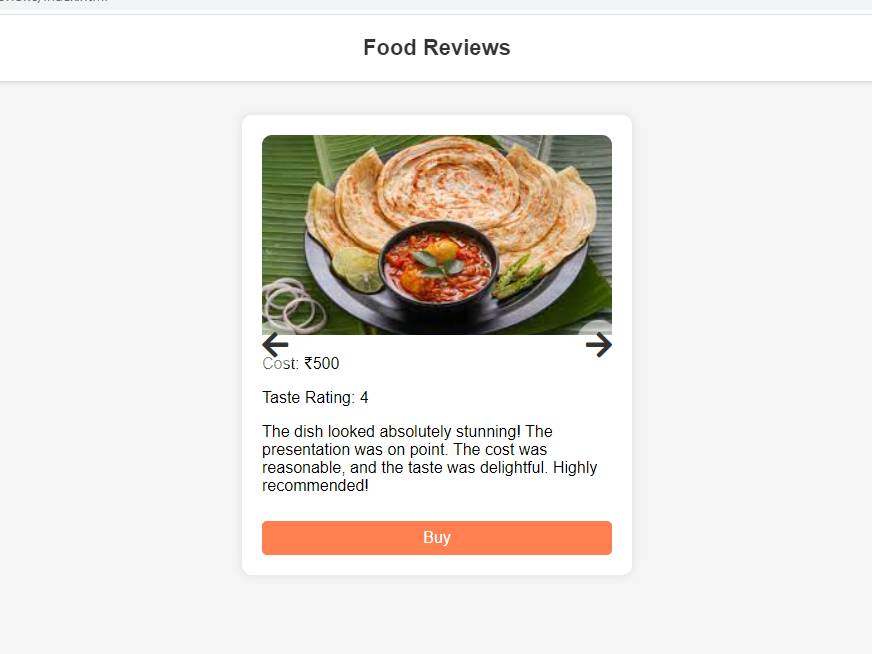 Food Reviews
Cost: ₹500
Taste Rating: 4
The dish looked absolutely stunning! The
presentation was on point. The cost was
reasonable, and the taste was delightful. Highly
recommended!
Buy